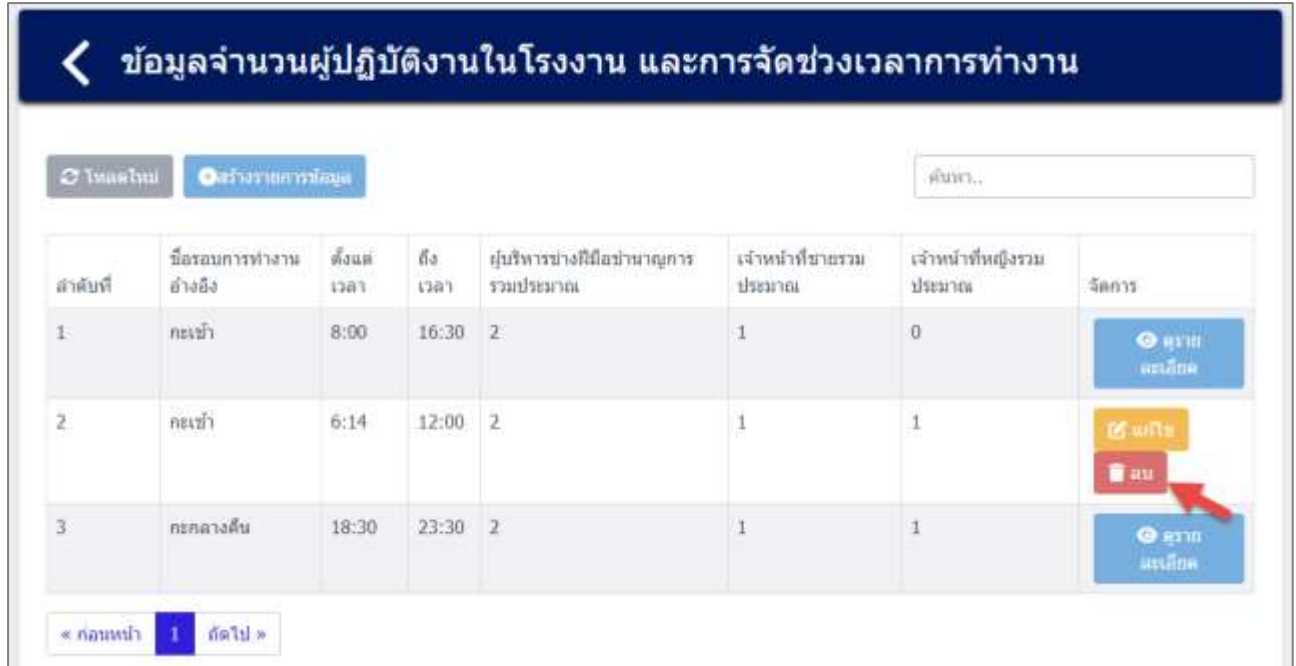 ข้อมูลจำนวนผู้ปฏิบัติงานในโรงงาน และการจัดช่วงเวลาการทำงาน
โหลดใหม่ สร้างรายการข้อมูล ค้นหา..
ลำดับที่ ชื่อรอบการทำงาน อ้างอิง ตั้งแต่ เวลา ถึง เวลา ผู้บริหารช่างฝีมือชำนาญการ รวมประมาณ เจ้าหน้าที่ชายรวม ประมาณ เจ้าหน้าที่หญิงรวม ประมาณ จัดการ
1 กะเช้า 8:00 16:30 2 1 0 ดูราย
ละเอียด
2 กะเช้า 6:14 12:00 2 1 1 แก้ไข
ลบ
3 กะกลางคืน 18:30 23:30 2 1 1 ดูราย
ละเอียด
« ก่อนหน้า 1 ถัดไป »